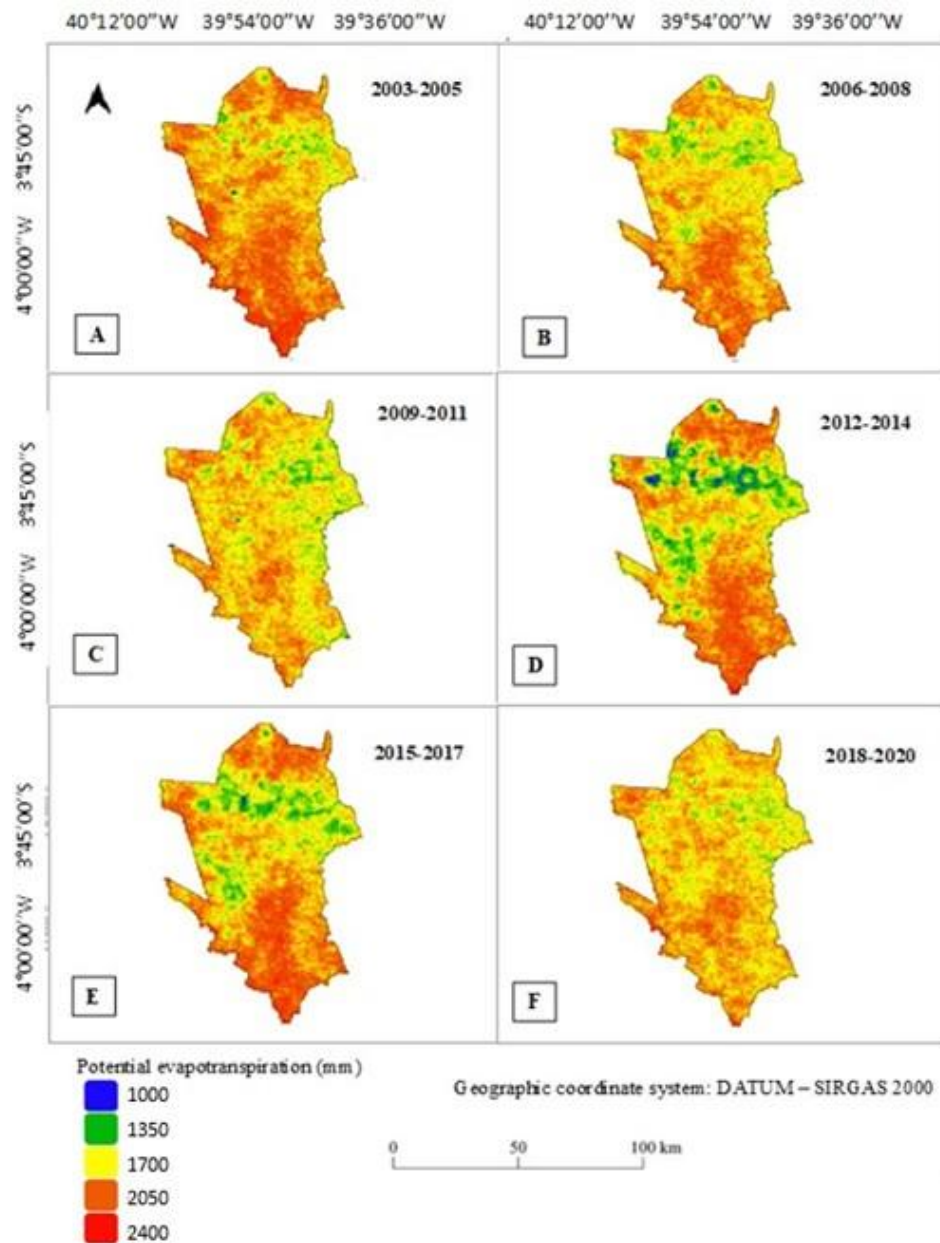 40°12'00''W 39°54'00''W 39°36'00''W 40°12'00''W 39°54'00''W 39°36'00''W
2003-2005
2006-2008
3°45'00''S
4°00'00''W
A
B
2009-2011
2012-2014
3°45'00''S
4°00'00''W
C
D
2015-2017
2018-2020
3°45'00''S
4°00'00''W
E
F
Potential evapotranspiration (mm)
1000
1350
1700
2050
2400
Geographic coordinate system: DATUM – SIRGAS 2000
0 50 100 km